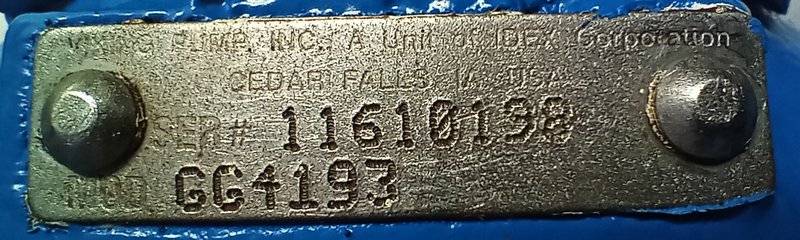 VIKING PUMP, INC. A Unit of IDEX Corporation
CEDAR FALLS, IA USA
SER# 11610198
MOD GG4193